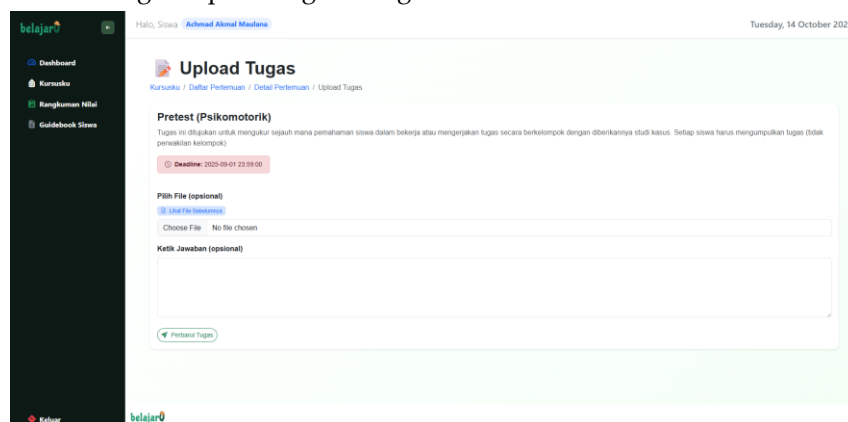 belajar
Halo, Siswa Achmad Akmal Maulana
Tuesday, 14 October 202
Dashboard
Kursusku
Rangkuman Nilai
Guidebook Siswa
Upload Tugas
Kursusku / Daftar Pertemuan / Detail Pertemuan / Upload Tugas
Pretest (Psikomotorik)
Tugas ini ditujukan untuk mengukur sejauh mana pemahaman siswa dalam bekerja atau mengerjakan tugas secara berkelompok dengan diberikannya studi kasus. Setiap siswa harus mengumpulkan tugas (tidak
perwakilan kelompok)
Deadline: 2025-09-01 23:59:00
Pilih File (opsional)
Lihat File Sebelumnya
Choose File No file chosen
Ketik Jawaban (opsional)
Perbarui Tugas
Keluar
belajar